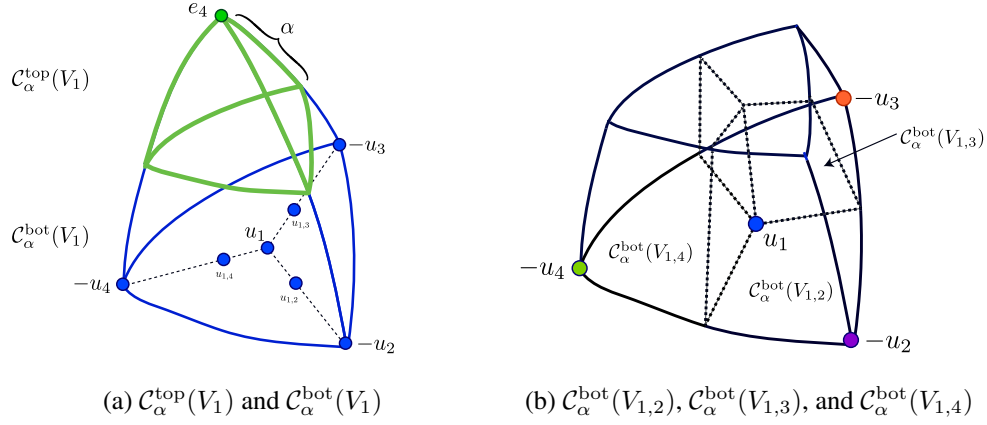 e₄
α
𝒞_α^top(V₁)
−u₃
u₁,₃
𝒞_α^bot(V₁)
u₁
u₁,₄
−u₄
u₁,₂
−u₂
(a) 𝒞_α^top(V₁) and 𝒞_α^bot(V₁)
−u₃
𝒞_α^bot(V₁,₃)
u₁
𝒞_α^bot(V₁,₄)
−u₄
𝒞_α^bot(V₁,₂)
−u₂
(b) 𝒞_α^bot(V₁,₂), 𝒞_α^bot(V₁,₃), and 𝒞_α^bot(V₁,₄)